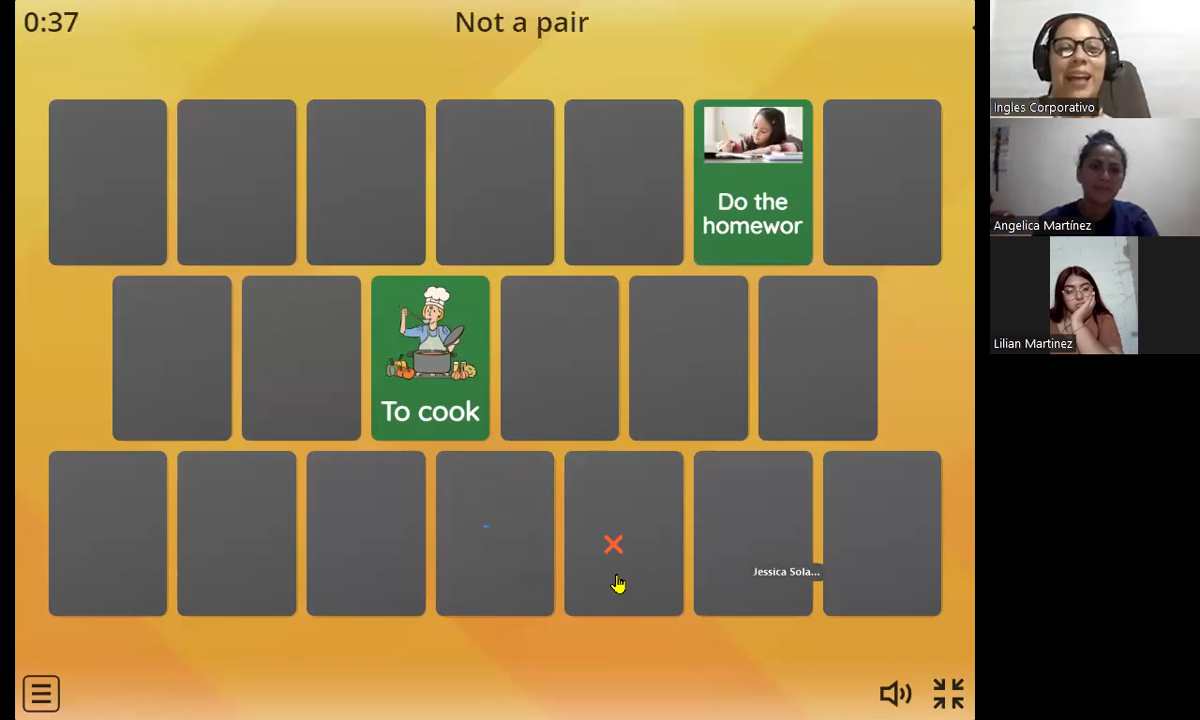 0:37
Not a pair
Do the
homewor
To cook
Jessica Sola...
Ingles Corporativo
Angelica Martínez
Lilian Martinez